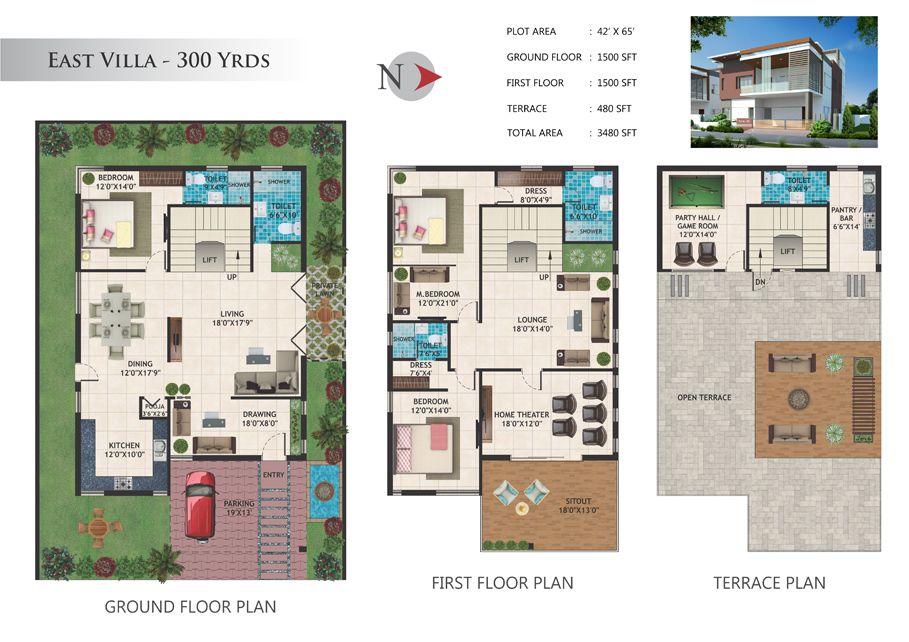 EAST VILLA - 300 YRDS
N
PLOT AREA : 42' X 65'
GROUND FLOOR : 1500 SFT
FIRST FLOOR : 1500 SFT
TERRACE : 480 SFT
TOTAL AREA : 3480 SFT
BEDROOM
12'0"X14'0"
TOILET
9'X4'9"
SHOWER
SHOWER
TOILET
6'6"X10'
LIFT
UP
PRIVATE
LAWN
LIVING
18'0"X17'9"
DINING
12'0"X17'9"
POOJA
3'6"X2'6"
DRAWING
18'0"X8'0"
KITCHEN
12'0"X10'0"
ENTRY
PARKING
19'X13'
GROUND FLOOR PLAN
DRESS
8'0"X4'9"
TOILET
6'6"X10'
SHOWER
LIFT
UP
M.BEDROOM
12'0"X21'0"
LOUNGE
18'0"X14'0"
SHOWER
TOILET
7'6"X5'
DRESS
7'6"X4'
BEDROOM
12'0"X14'0"
HOME THEATER
18'0"X12'0"
SITOUT
18'0"X13'0"
FIRST FLOOR PLAN
TOILET
8'X4'9"
PARTY HALL /
GAME ROOM
12'0"X14'0"
PANTRY /
BAR
6'6"X14'
LIFT
DN
OPEN TERRACE
TERRACE PLAN